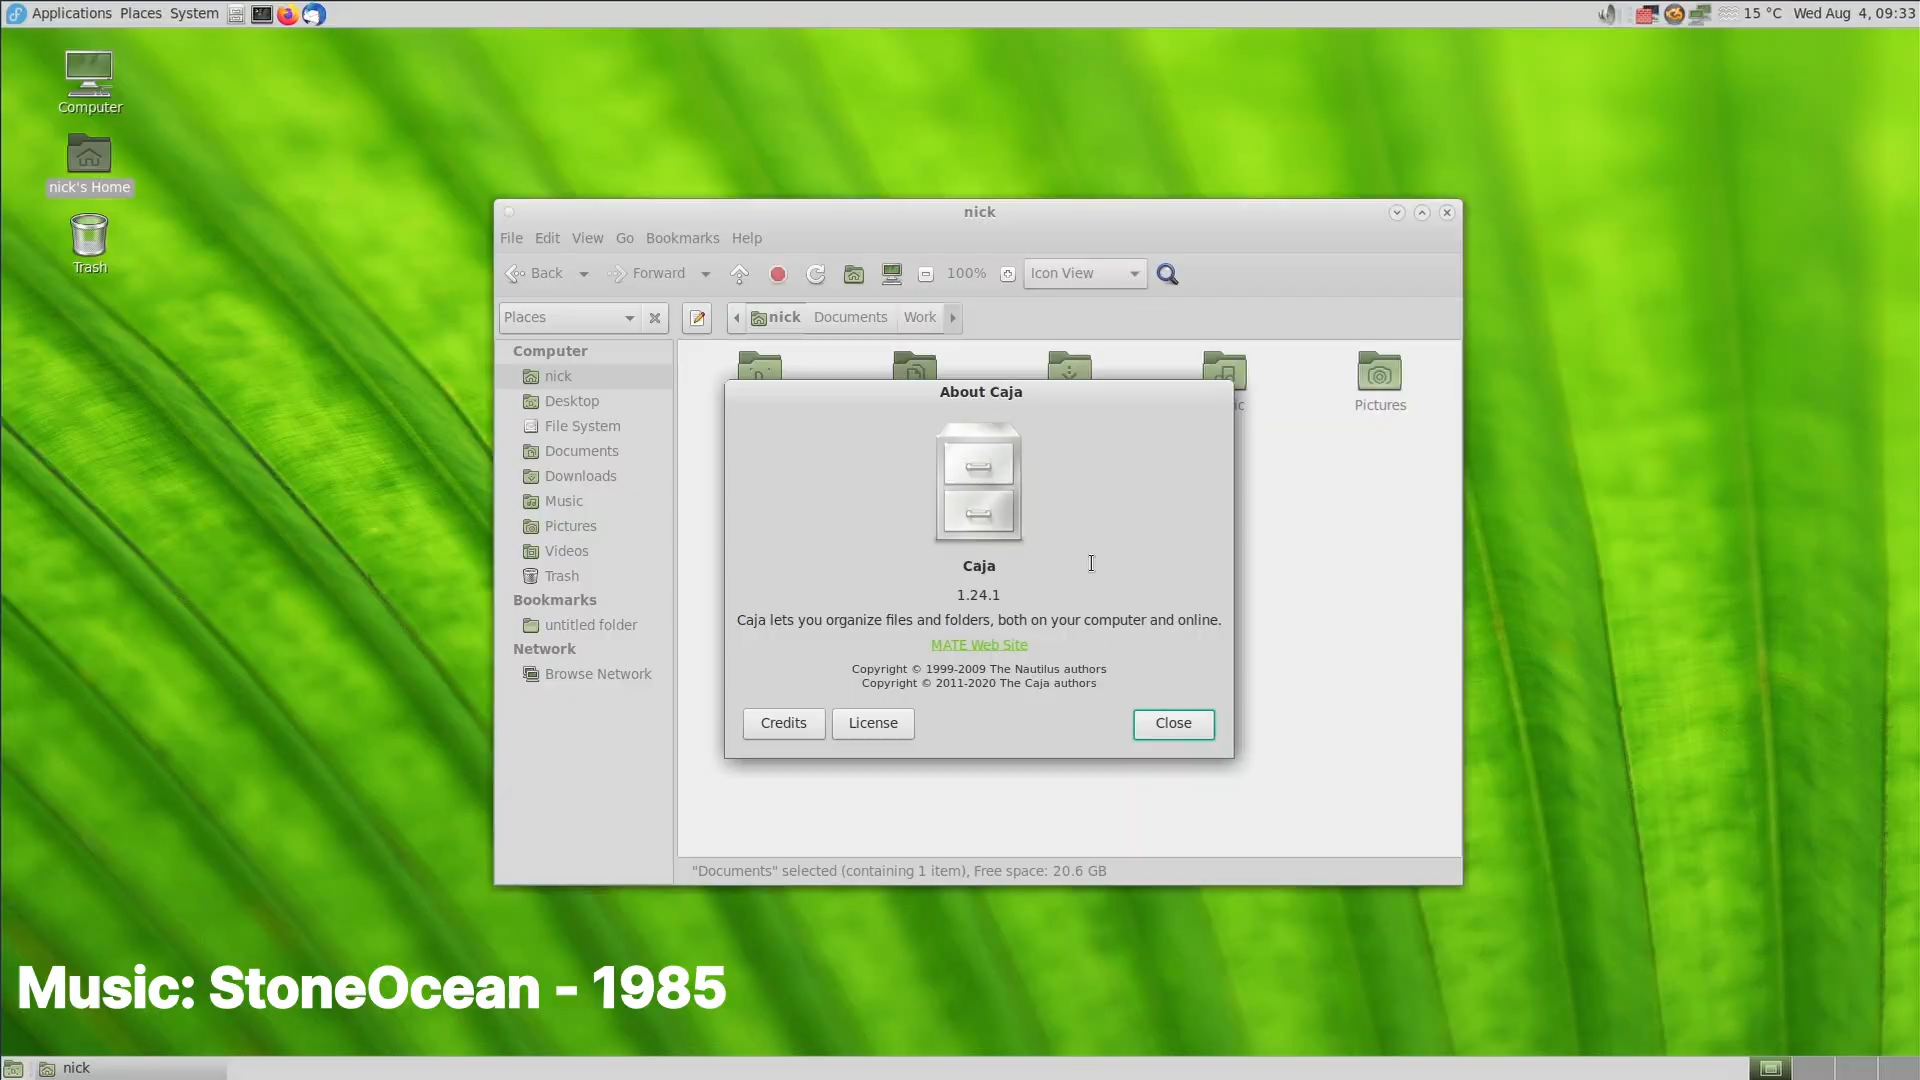 Applications Places System
15 °C Wed Aug 4, 09:33
Computer
nick's Home
Trash
nick
File Edit View Go Bookmarks Help
Back Forward 100% Icon View
Places
nick Documents Work
Computer
nick
Desktop
File System
Documents
Downloads
Music
Pictures
Videos
Trash
Bookmarks
untitled folder
Network
Browse Network
Pictures
About Caja
Caja
1.24.1
Caja lets you organize files and folders, both on your computer and online.
MATE Web Site
Copyright © 1999-2009 The Nautilus authors
Copyright © 2011-2020 The Caja authors
Credits License Close
"Documents" selected (containing 1 item), Free space: 20.6 GB
Music: StoneOcean - 1985
nick